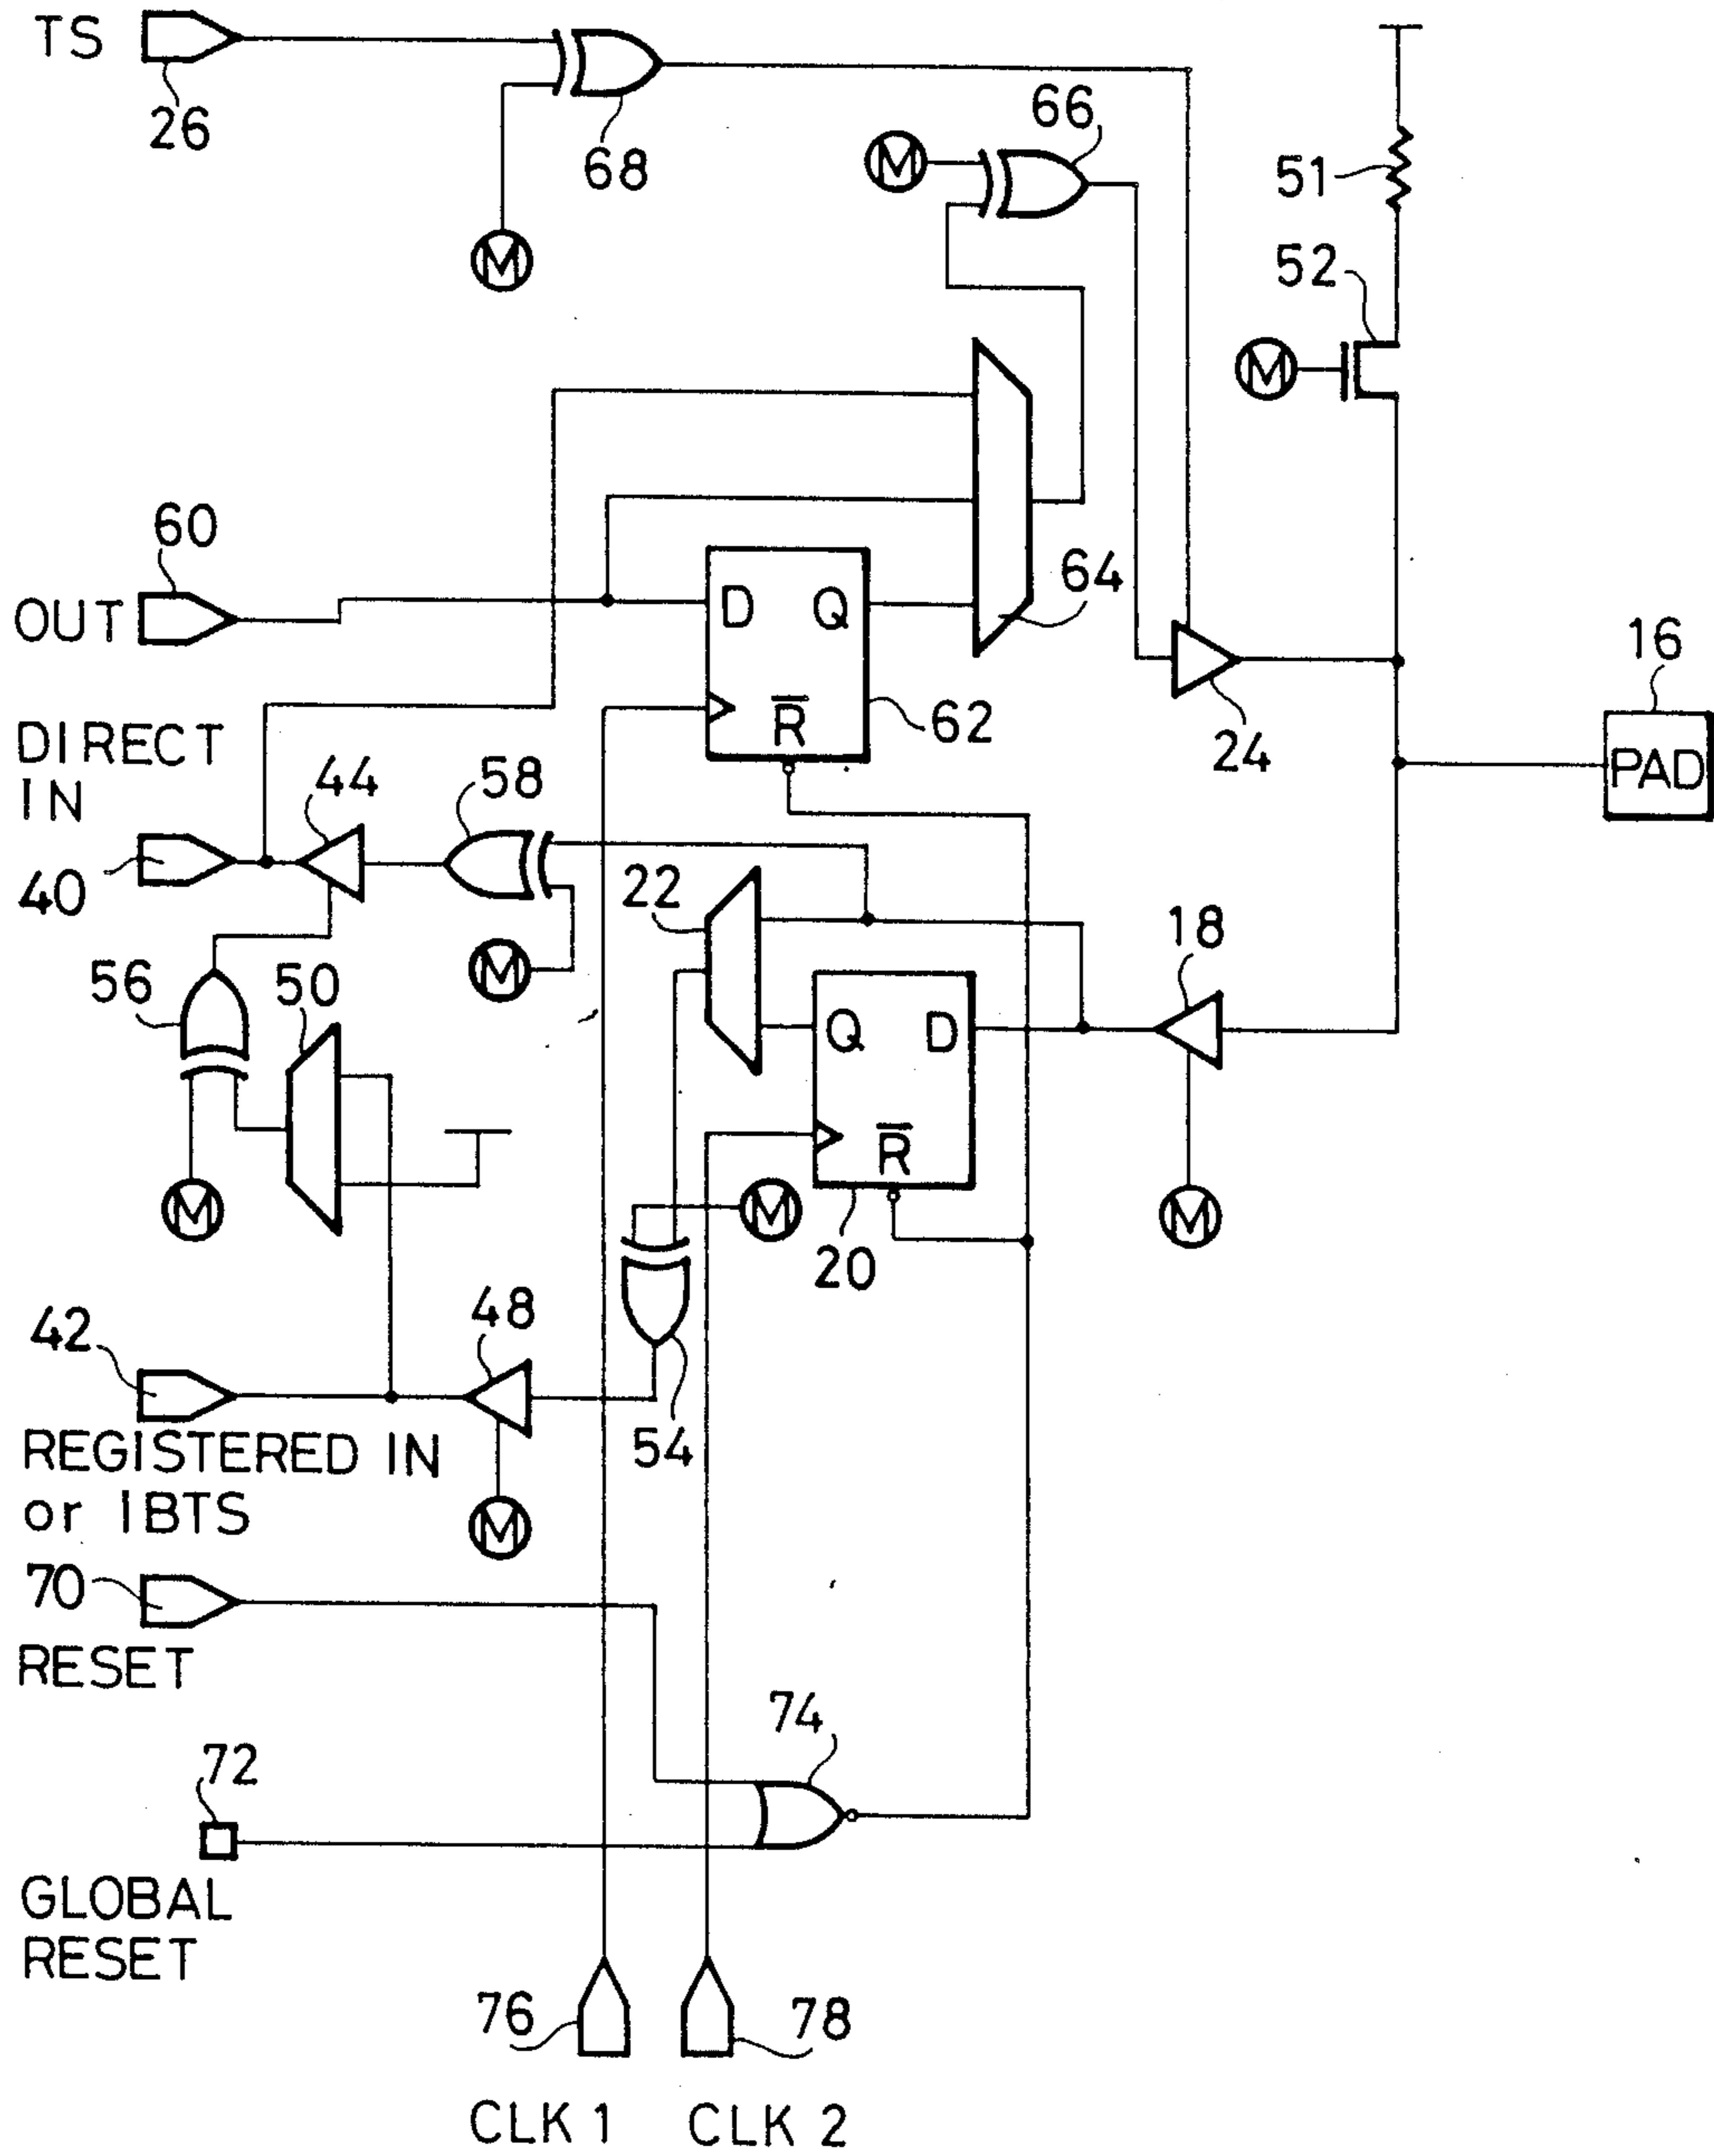 TS
26
68
M
M
66
51
52
M
60
OUT
D Q
R̅
62
64
24
16
PAD
DIRECT
IN
44
58
40
22
M
18
56
50
Q D
R̅
M
M
20
M
42
48
54
REGISTERED IN
or IBTS
M
70
RESET
74
72
GLOBAL
RESET
76
78
CLK 1
CLK 2